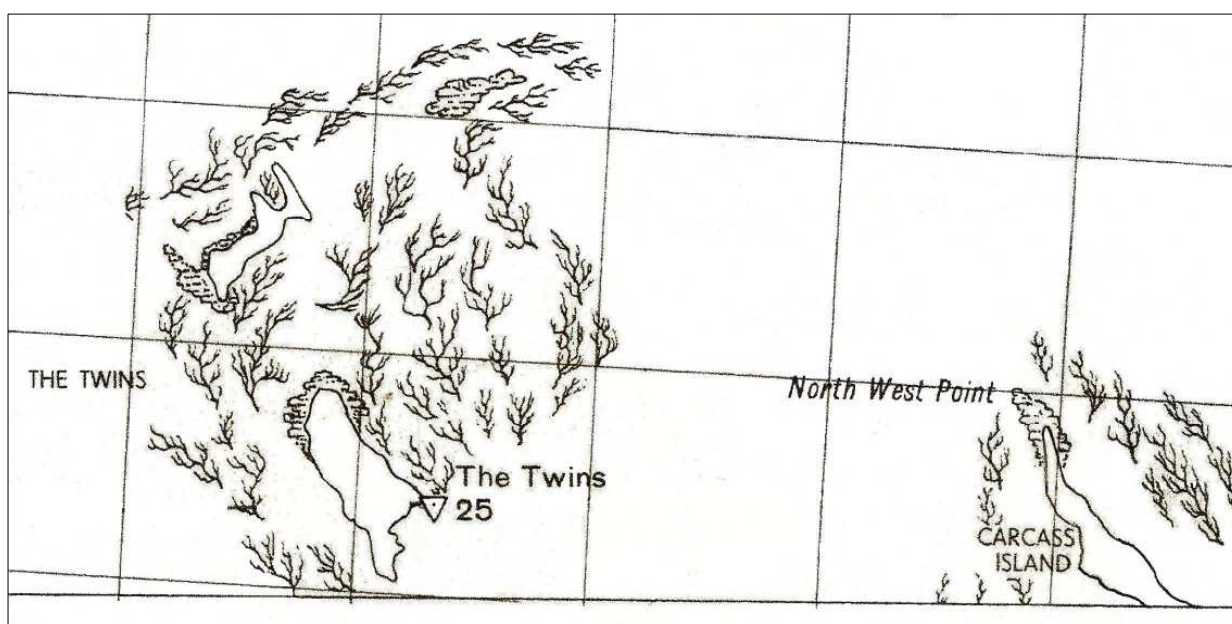 THE TWINS
North West Point
The Twins
25
CARCASS
ISLAND